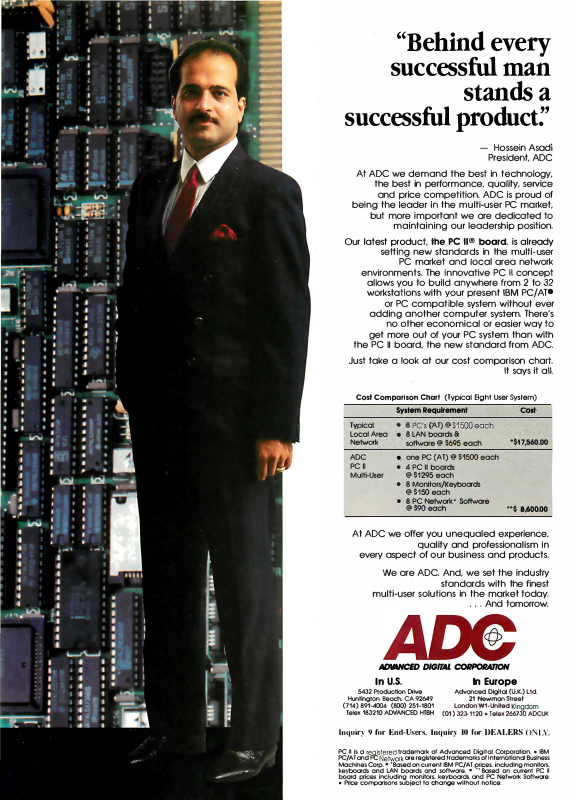 “Behind every
successful man
stands a
successful product.”
— Hossein Asadi
President, ADC
At ADC we demand the best in technology,
the best in performance, quality, service
and price competition. ADC is proud of
being the leader in the multi-user PC market,
but more important we are dedicated to
maintaining our leadership position.
Our latest product, the PC II® board, is already
setting new standards in the multi-user
PC market and local area network
environments. The innovative PC II concept
allows you to build anywhere from 2 to 32
workstations with your present IBM PC/AT®
or PC compatible system without ever
adding another computer system. There's
no other economical or easier way to
get more out of your PC system than with
the PC II board, the new standard from ADC.
Just take a look at our cost comparison chart.
It says it all.
Cost Comparison Chart (Typical Eight User System)
System Requirement Cost
Typical ● 8 PC's (AT) @ $1500 each
Local Area ● 8 LAN boards &
Network software @ $695 each *$17,560.00
ADC ● one PC (AT) @ $1500 each
PC II ● 4 PC II boards
Multi-User @ $1295 each
● 8 Monitors/Keyboards
@ $150 each
● 8 PC Network* Software
@ $90 each **$ 8,600.00
At ADC we offer you unequaled experience,
quality and professionalism in
every aspect of our business and products.
We are ADC. And, we set the industry
standards with the finest
multi-user solutions in the market today.
. . . And tomorrow.
ADC
ADVANCED DIGITAL CORPORATION
In U.S.
5432 Production Drive
Huntington Beach, CA 92649
(714) 891-4004 (800) 251-1801
Telex 183210 ADVANCED HTBH
In Europe
Advanced Digital (U.K.) Ltd.
21 Newman Street
London W1-United Kingdom
(01) 323-1120 • Telex 266730 ADCUK
Inquiry 9 for End-Users. Inquiry 10 for DEALERS ONLY.
PC II is a registered trademark of Advanced Digital Corporation. • IBM
PC/AT and PC Network are registered trademarks of International Business
Machines Corp. • *Based on current IBM PC/AT prices, including monitors,
keyboards and LAN boards and software. • **Based on current PC II
board prices including monitors, keyboards and PC Network Software.
• Price comparisons subject to change without notice.